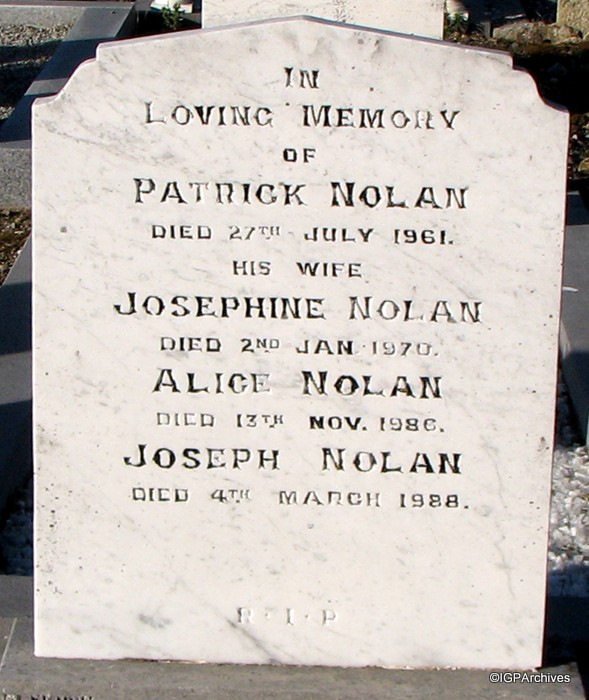 IN
LOVING MEMORY
OF
PATRICK NOLAN
DIED 27TH JULY 1961.
HIS WIFE
JOSEPHINE NOLAN
DIED 2ND JAN. 1970.
ALICE NOLAN
DIED 13TH NOV. 1986.
JOSEPH NOLAN
DIED 4TH MARCH 1988.
R·I·P
©IGPArchives